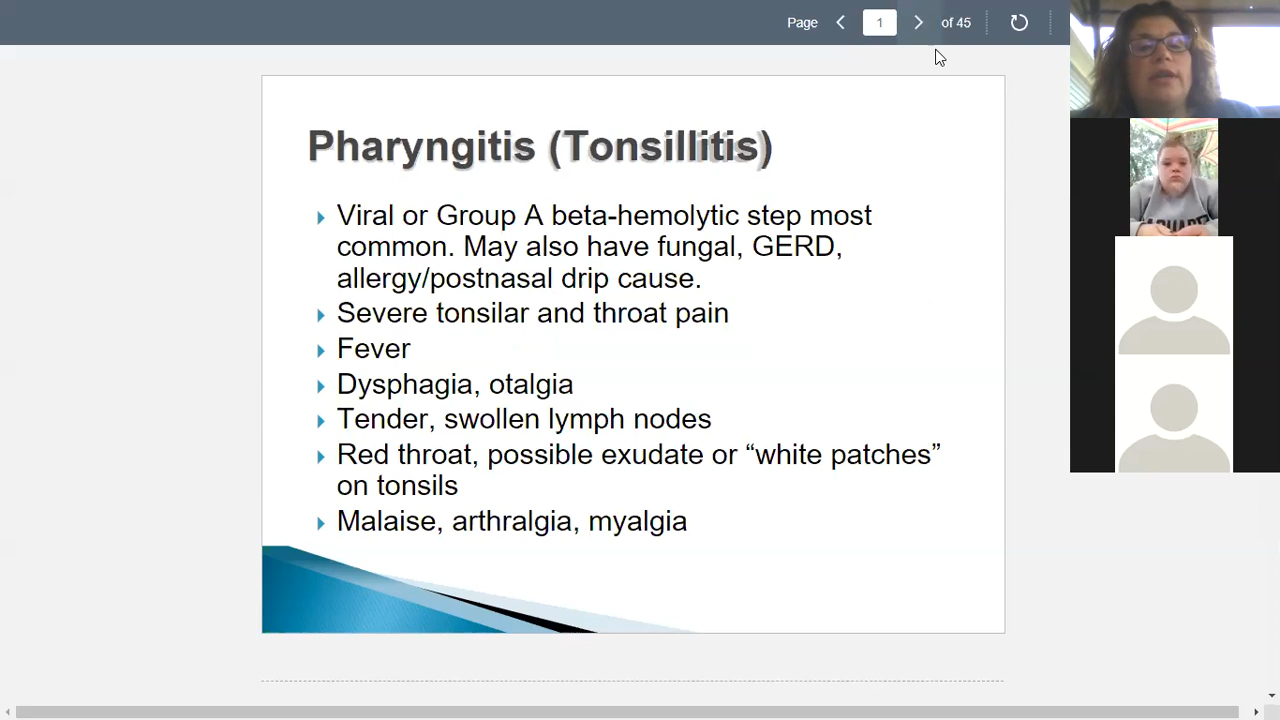 Page 1 of 45
Pharyngitis (Tonsillitis)
Viral or Group A beta-hemolytic step most
common. May also have fungal, GERD,
allergy/postnasal drip cause.
Severe tonsilar and throat pain
Fever
Dysphagia, otalgia
Tender, swollen lymph nodes
Red throat, possible exudate or “white patches”
on tonsils
Malaise, arthralgia, myalgia